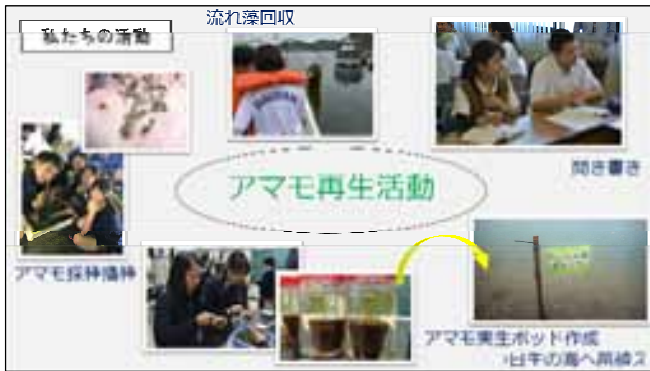 私たちの活動
流れ藻回収
聞き書き
アマモ再生活動
アマモ採種播種
アマモ実生ポット作成